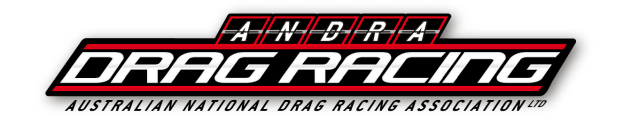 ANDRA
DRAG RACING
AUSTRALIAN NATIONAL DRAG RACING ASSOCIATION LTD